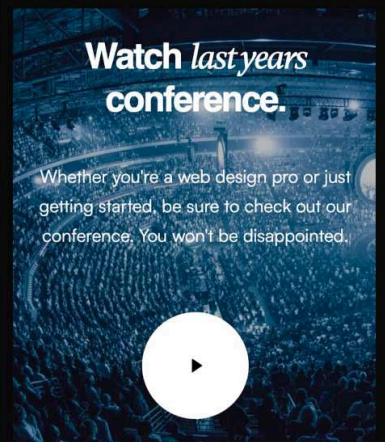 Watch last years
conference.
Whether you're a web design pro or just
getting started, be sure to check out our
conference. You won't be disappointed.